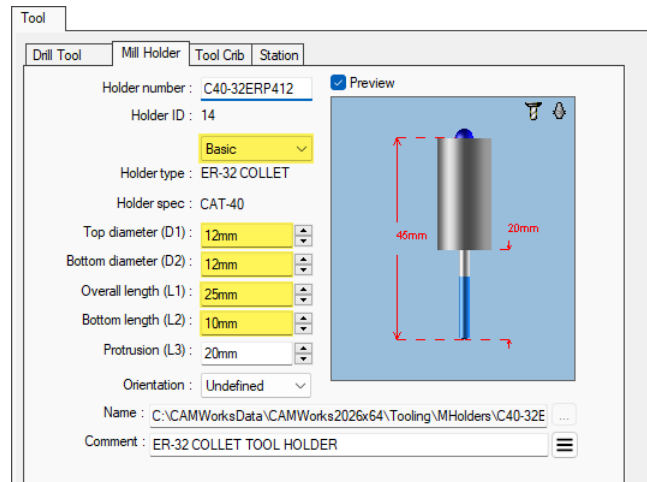 Tool
Drill Tool Mill Holder Tool Crib Station
Holder number : C40-32ERP412
Preview
Holder ID : 14
Basic
Holder type : ER-32 COLLET
Holder spec : CAT-40
Top diameter (D1) : 12mm
Bottom diameter (D2) : 12mm
Overall length (L1) : 25mm
Bottom length (L2) : 10mm
Protrusion (L3) : 20mm
Orientation : Undefined
45mm
20mm
Name : C:\CAMWorksData\CAMWorks2026x64\Tooling\MHolders\C40-32E ...
Comment : ER-32 COLLET TOOL HOLDER